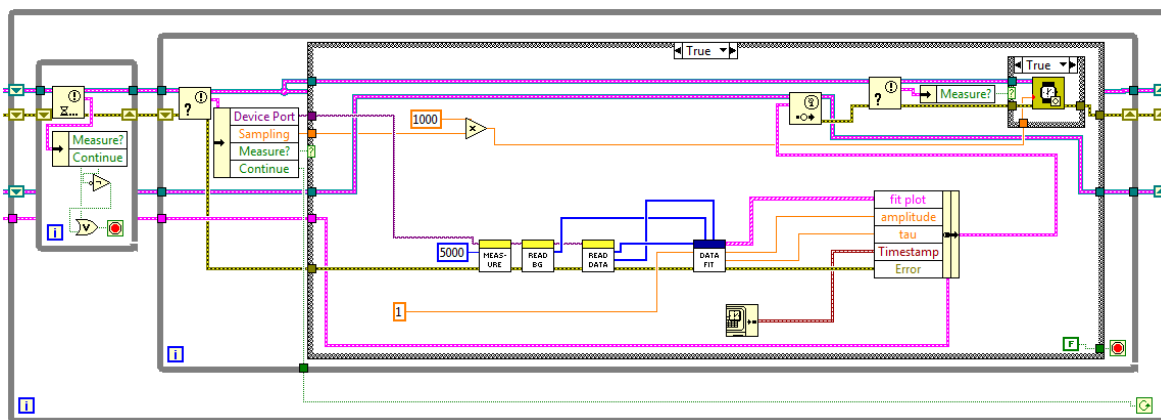 True
True
Measure?
Measure?
Continue
Device Port
Sampling
Measure?
Continue
1000
x
fit plot
amplitude
tau
Timestamp
Error
5000
MEAS-
URE
READ
BG
READ
DATA
DATA
FIT
V
i
1
F
i
i